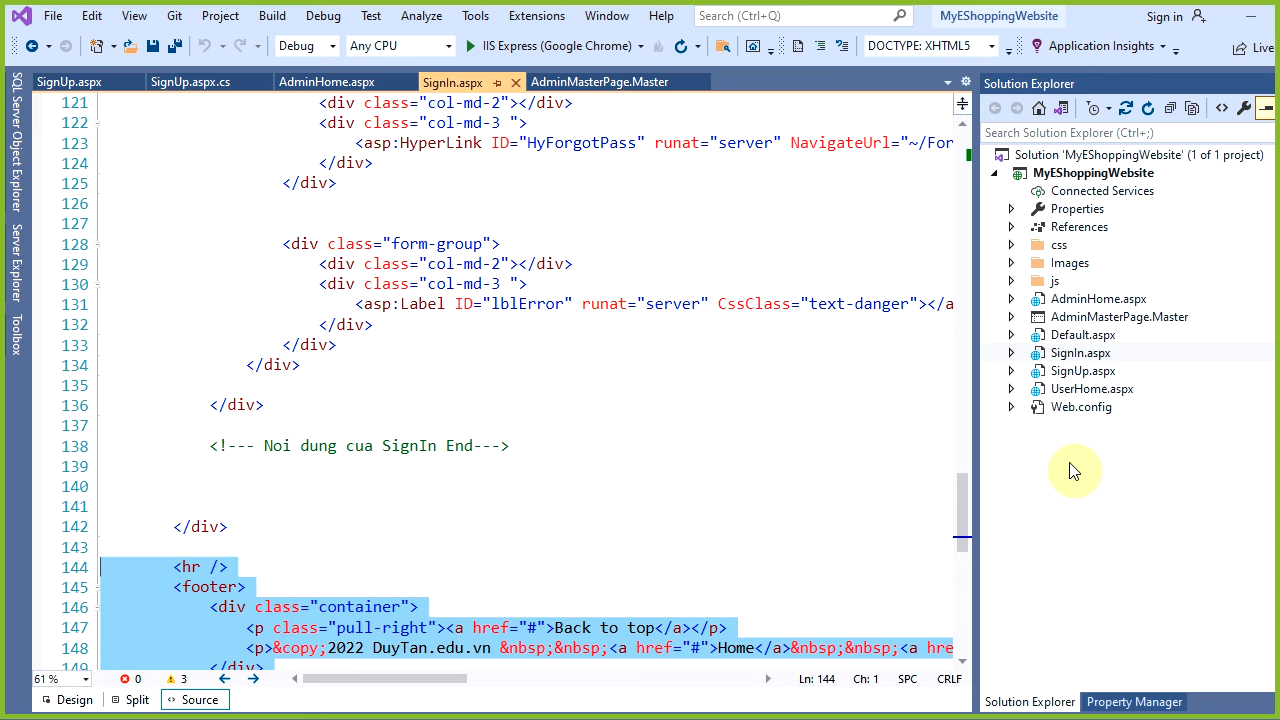 File Edit View Git Project Build Debug Test Analyze Tools Extensions Window Help Search (Ctrl+Q) MyEShoppingWebsite Sign in
Debug Any CPU IIS Express (Google Chrome) DOCTYPE: XHTML5 Application Insights Live
SignUp.aspx SignUp.aspx.cs AdminHome.aspx SignIn.aspx AdminMasterPage.Master
121 <div class="col-md-2"></div>
122 <div class="col-md-3 ">
123 <asp:HyperLink ID="HyForgotPass" runat="server" NavigateUrl="~/For
124 </div>
125 </div>
126
127
128 <div class="form-group">
129 <div class="col-md-2"></div>
130 <div class="col-md-3 ">
131 <asp:Label ID="lblError" runat="server" CssClass="text-danger"></a
132 </div>
133 </div>
134 </div>
135
136 </div>
137
138 <!--- Noi dung cua SignIn End--->
139
140
141
142 </div>
143
144 <hr />
145 <footer>
146 <div class="container">
147 <p class="pull-right"><a href="#">Back to top</a></p>
148 <p>&copy;2022 DuyTan.edu.vn &nbsp;&nbsp;<a href="#">Home</a>&nbsp;&nbsp;<a hre
149 </div>
61 % 0 3 Ln: 144 Ch: 1 SPC CRLF
Design Split Source
SQL Server Object Explorer
Server Explorer
Toolbox
Solution Explorer
Search Solution Explorer (Ctrl+;)
Solution 'MyEShoppingWebsite' (1 of 1 project)
MyEShoppingWebsite
Connected Services
Properties
References
css
Images
js
AdminHome.aspx
AdminMasterPage.Master
Default.aspx
SignIn.aspx
SignUp.aspx
UserHome.aspx
Web.config
Solution Explorer Property Manager